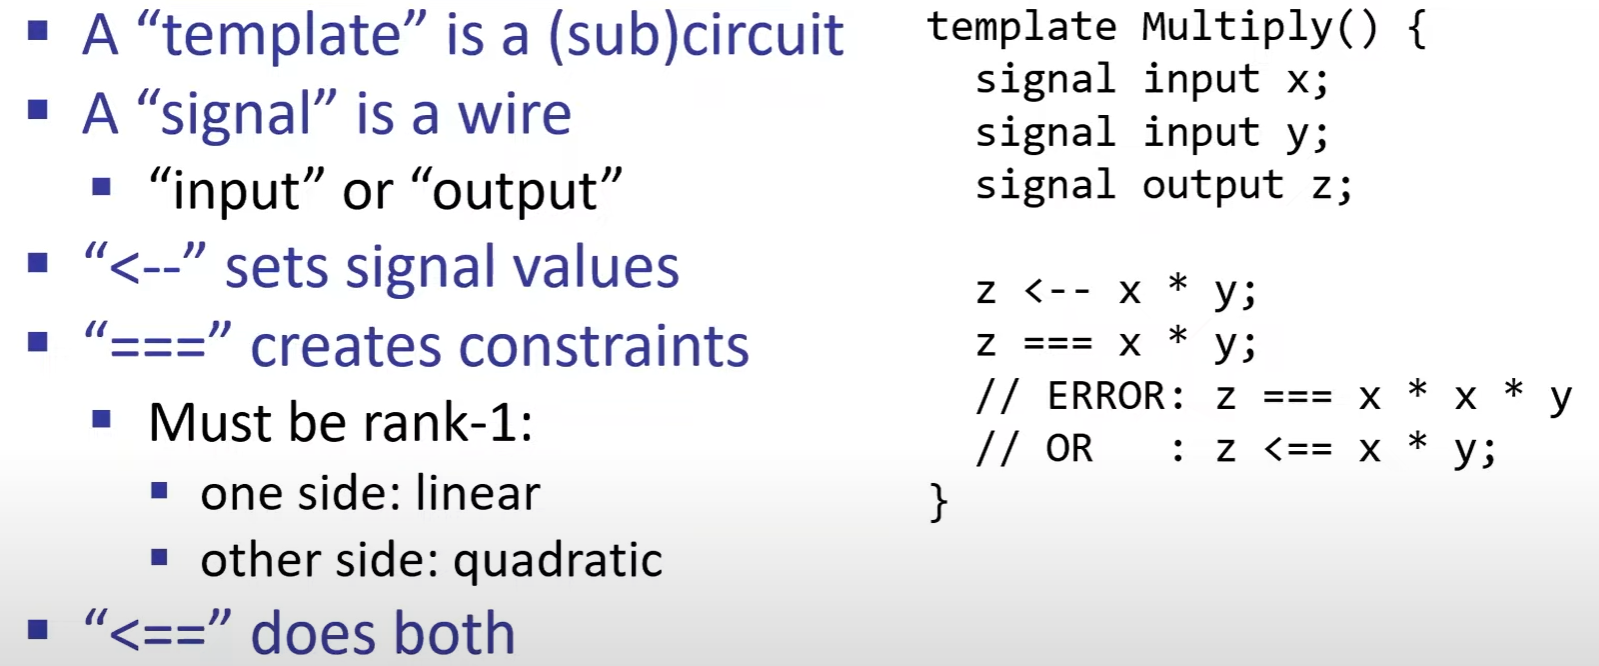 ▪ A “template” is a (sub)circuit
▪ A “signal” is a wire
▪ “input” or “output”
▪ “<--” sets signal values
▪ “===” creates constraints
▪ Must be rank-1:
▪ one side: linear
▪ other side: quadratic
▪ “<==” does both
template Multiply() {
  signal input x;
  signal input y;
  signal output z;

  z <-- x * y;
  z === x * y;
  // ERROR: z === x * x * y
  // OR   : z <== x * y;
}